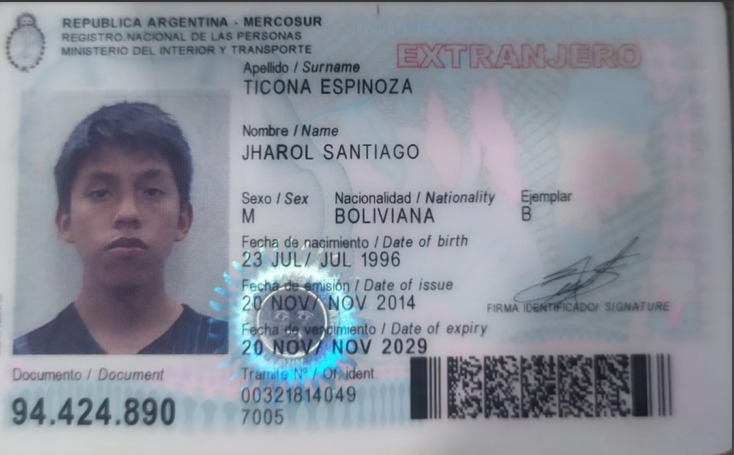 REPUBLICA ARGENTINA - MERCOSUR
REGISTRO NACIONAL DE LAS PERSONAS
MINISTERIO DEL INTERIOR Y TRANSPORTE
EXTRANJERO
Apellido / Surname
TICONA ESPINOZA
Nombre / Name
JHAROL SANTIAGO
Sexo / Sex Nacionalidad / Nationality Ejemplar
M BOLIVIANA B
Fecha de nacimiento / Date of birth
23 JUL/ JUL 1996
Fecha de emisión / Date of issue
20 NOV/ NOV 2014
FIRMA IDENTIFICADO/ SIGNATURE
Fecha de vencimiento / Date of expiry
20 NOV/ NOV 2029
Documento / Document
94.424.890
Tramite Nº / Of. ident.
00321814049
7005